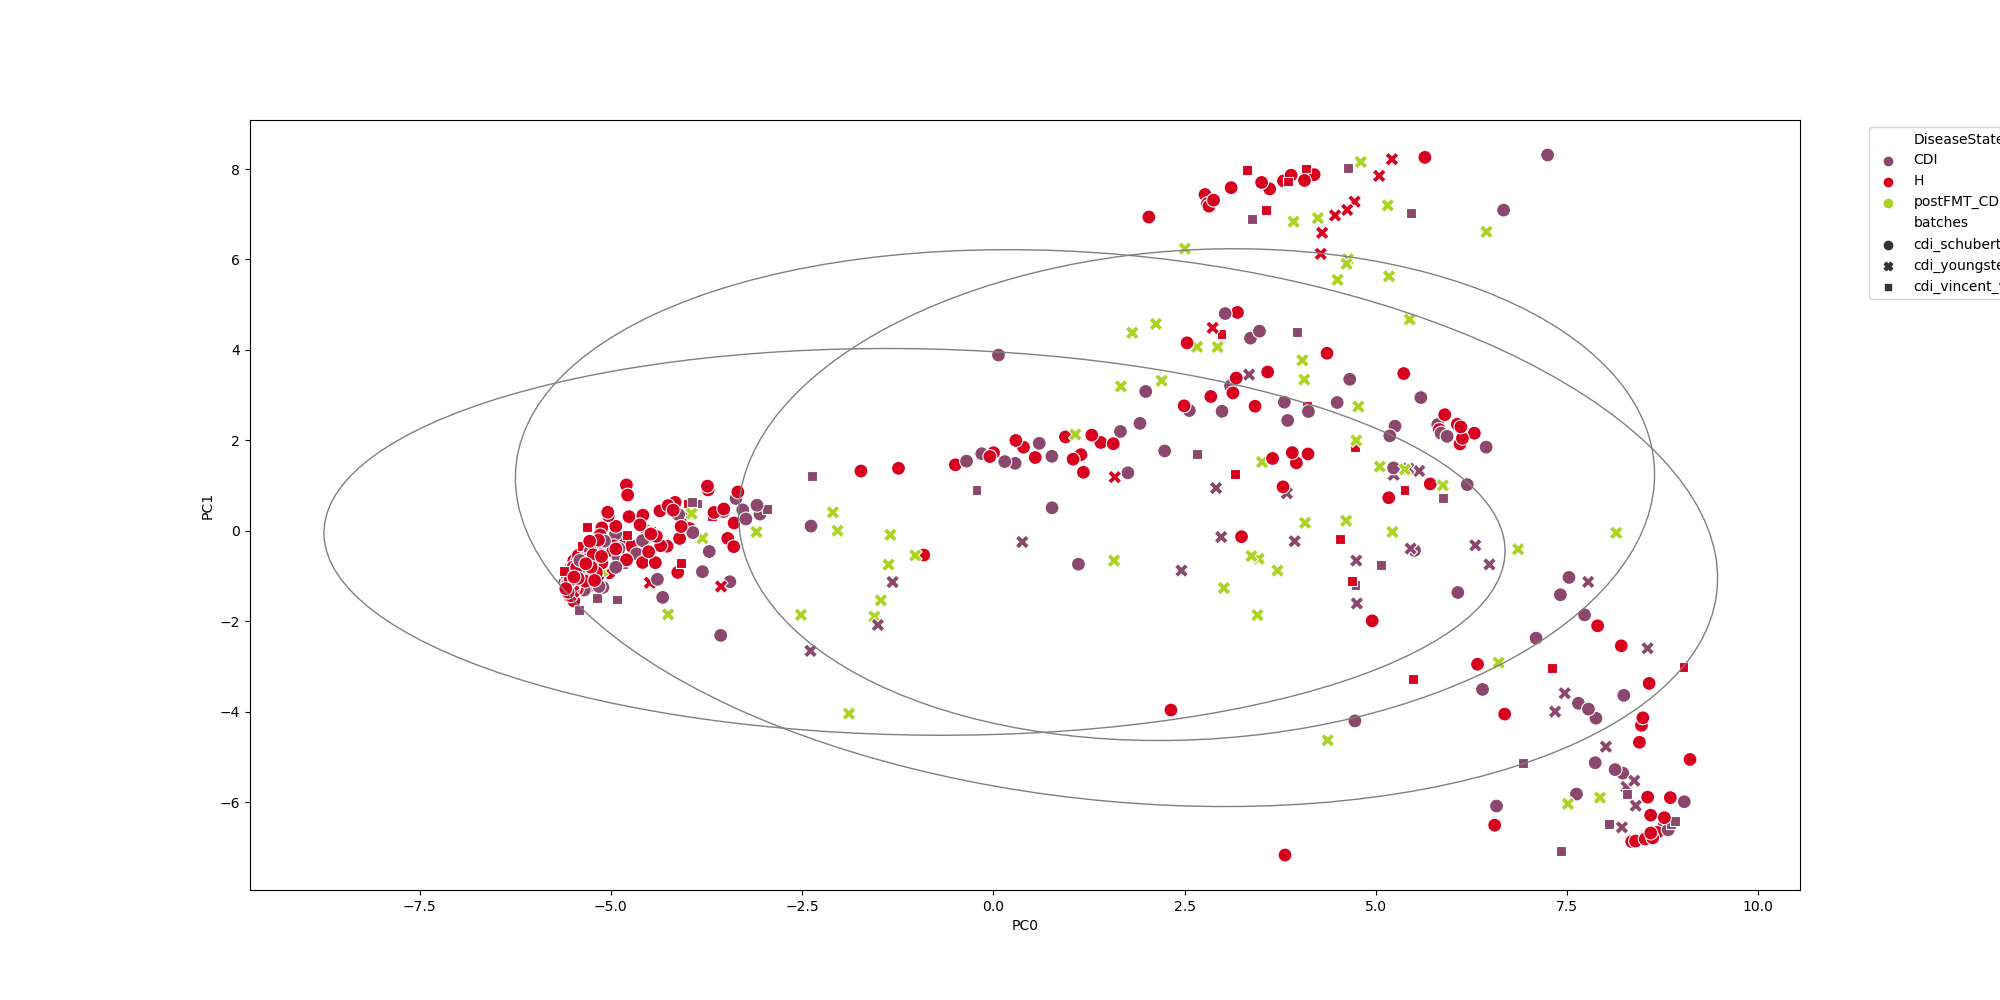 DiseaseState
CDI
H
postFMT_CD
batches
cdi_schubert
cdi_youngste
cdi_vincent_
8
6
4
2
0
−2
−4
−6
PC1
−7.5 −5.0 −2.5 0.0 2.5 5.0 7.5 10.0
PC0